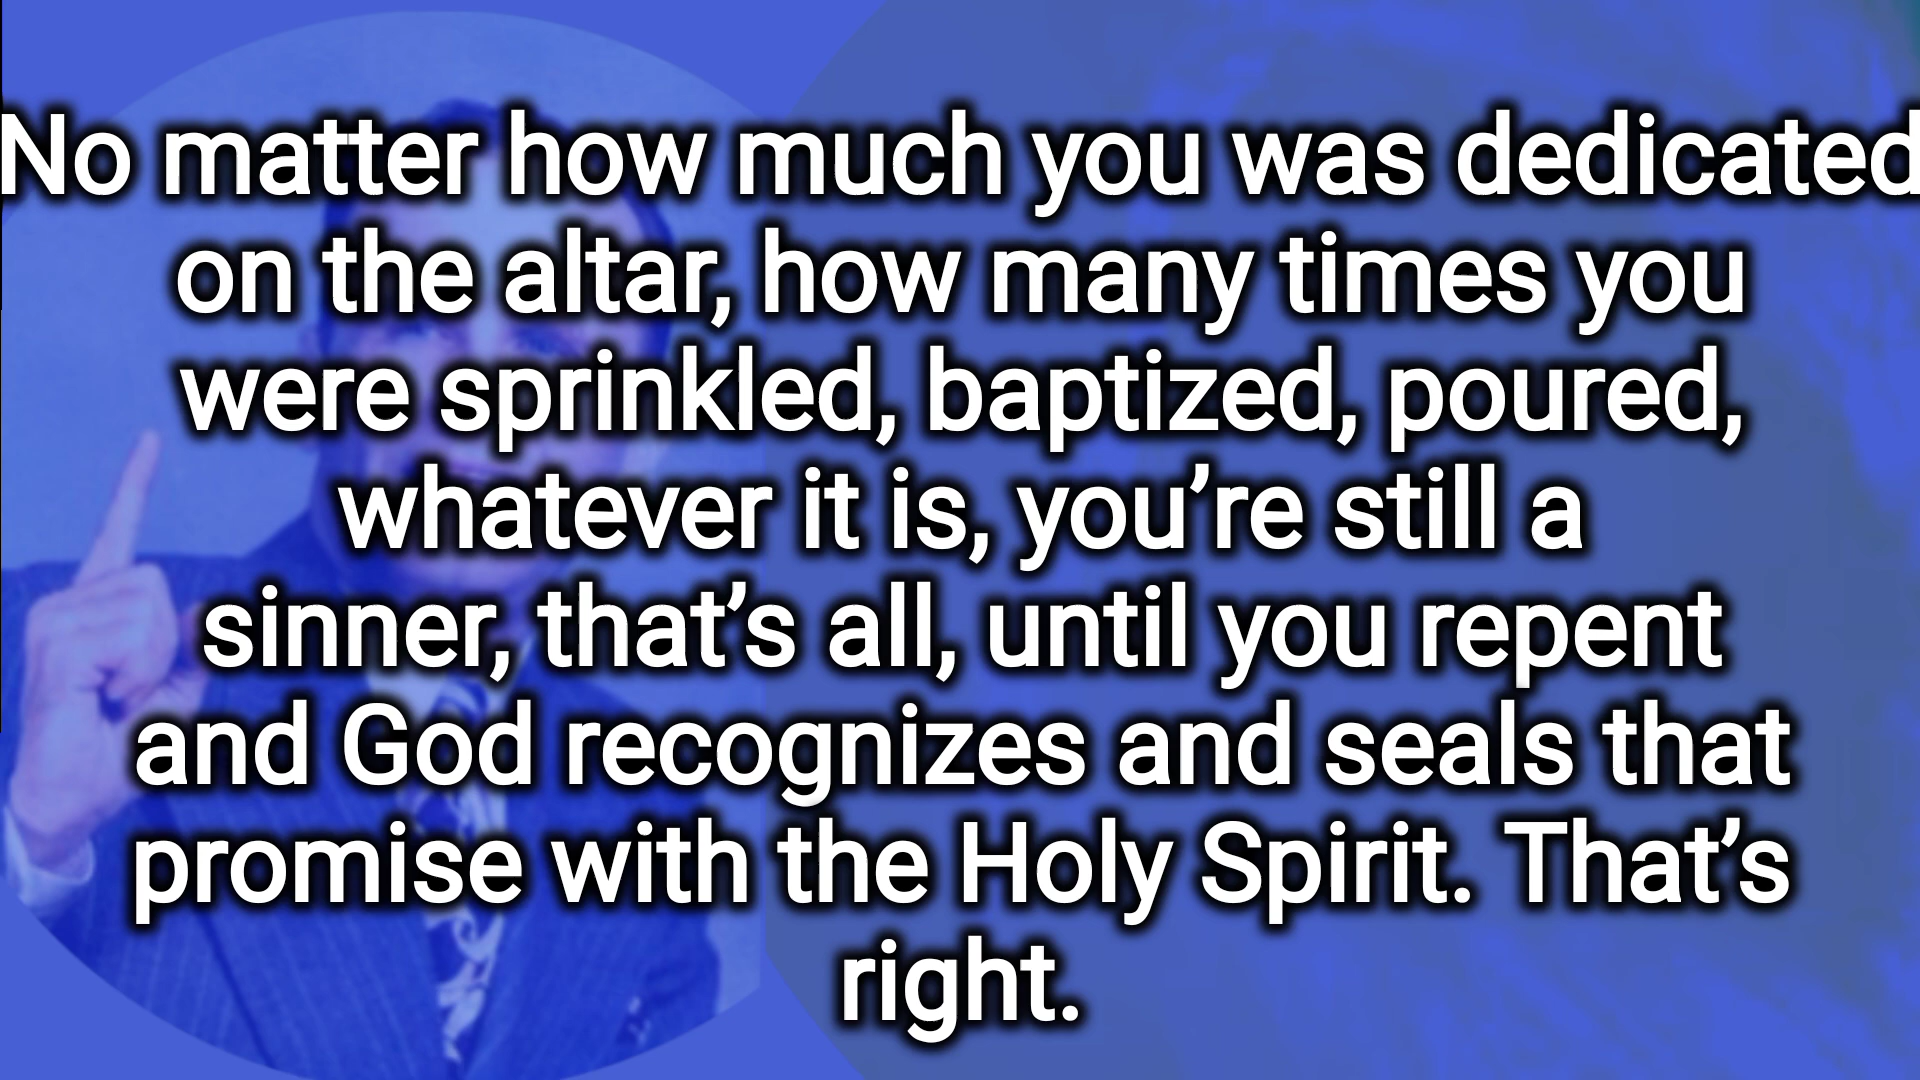 No matter how much you was dedicated
on the altar, how many times you
were sprinkled, baptized, poured,
whatever it is, you’re still a
sinner, that’s all, until you repent
and God recognizes and seals that
promise with the Holy Spirit. That’s
right.